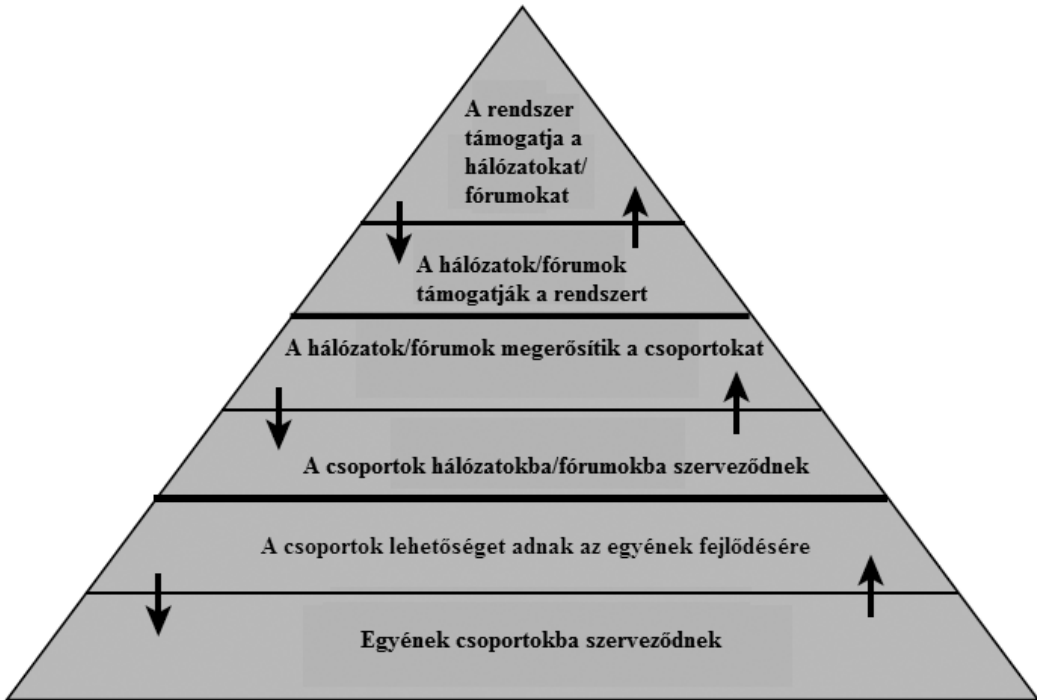 A rendszer
támogatja a
hálózatokat/
fórumokat
A hálózatok/fórumok
támogatják a rendszert
A hálózatok/fórumok megerősítik a csoportokat
A csoportok hálózatokba/fórumokba szerveződnek
A csoportok lehetőséget adnak az egyének fejlődésére
Egyének csoportokba szerveződnek